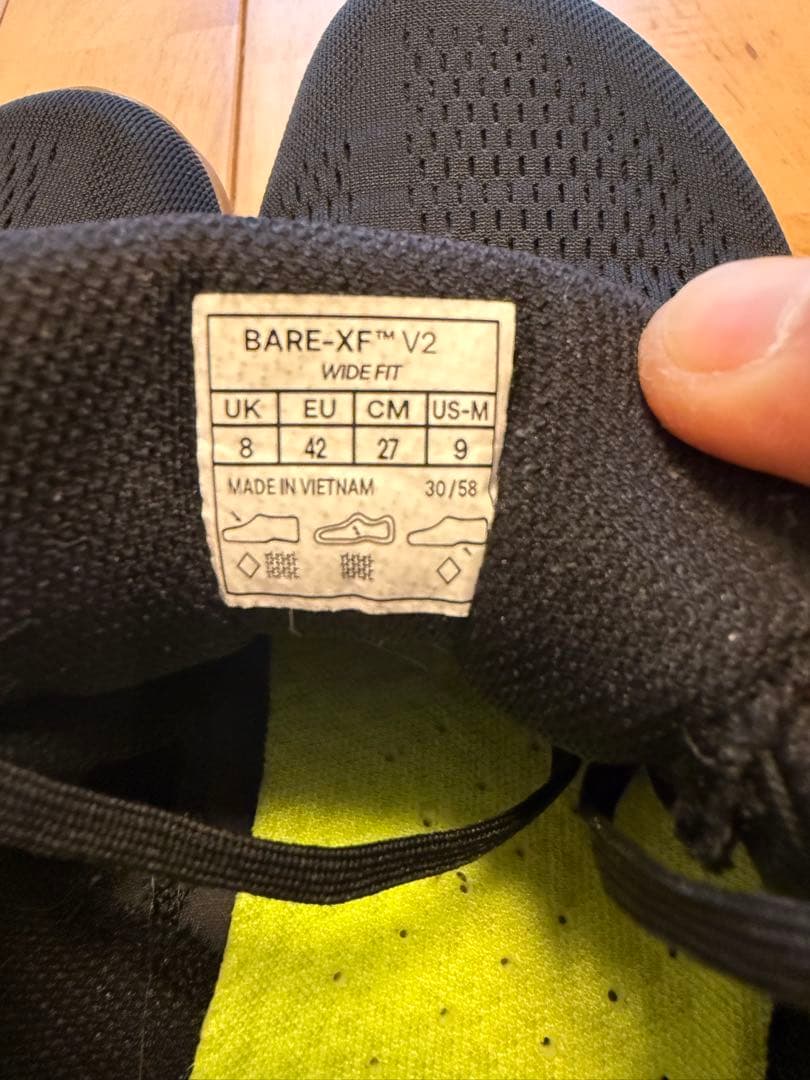 BARE-XF™ V2
WIDE FIT
UK EU CM US-M
8 42 27 9
MADE IN VIETNAM 30/58